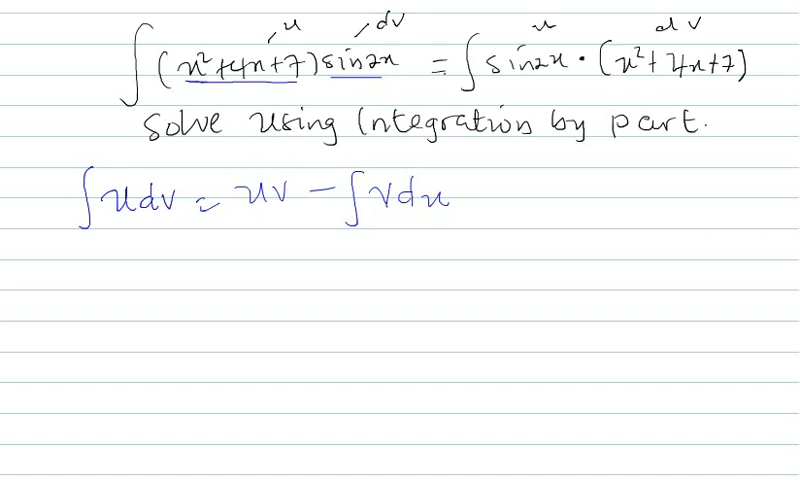 u dv u dv
∫(x²+4x+7)sin2x = ∫sin2x・(x²+4x+7)
Solve using Integration by part.
∫udv = uv − ∫vdu